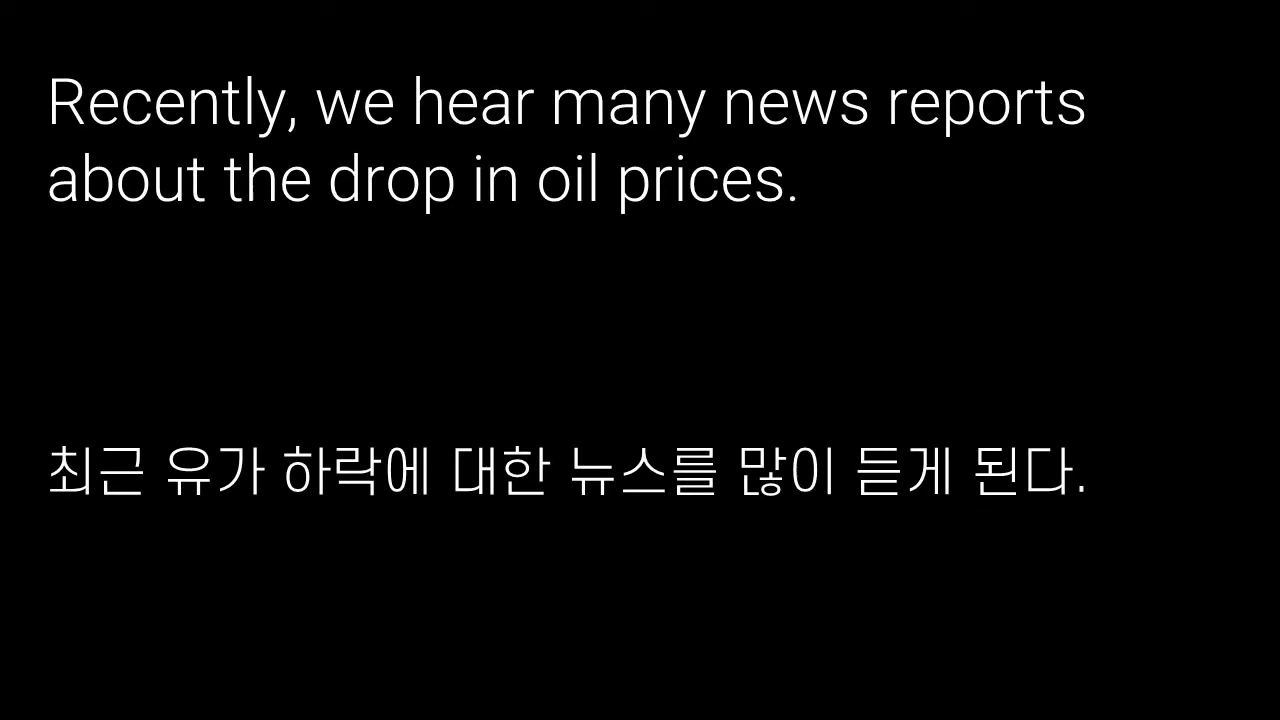 Recently, we hear many news reports
about the drop in oil prices.
최근 유가 하락에 대한 뉴스를 많이 듣게 된다.